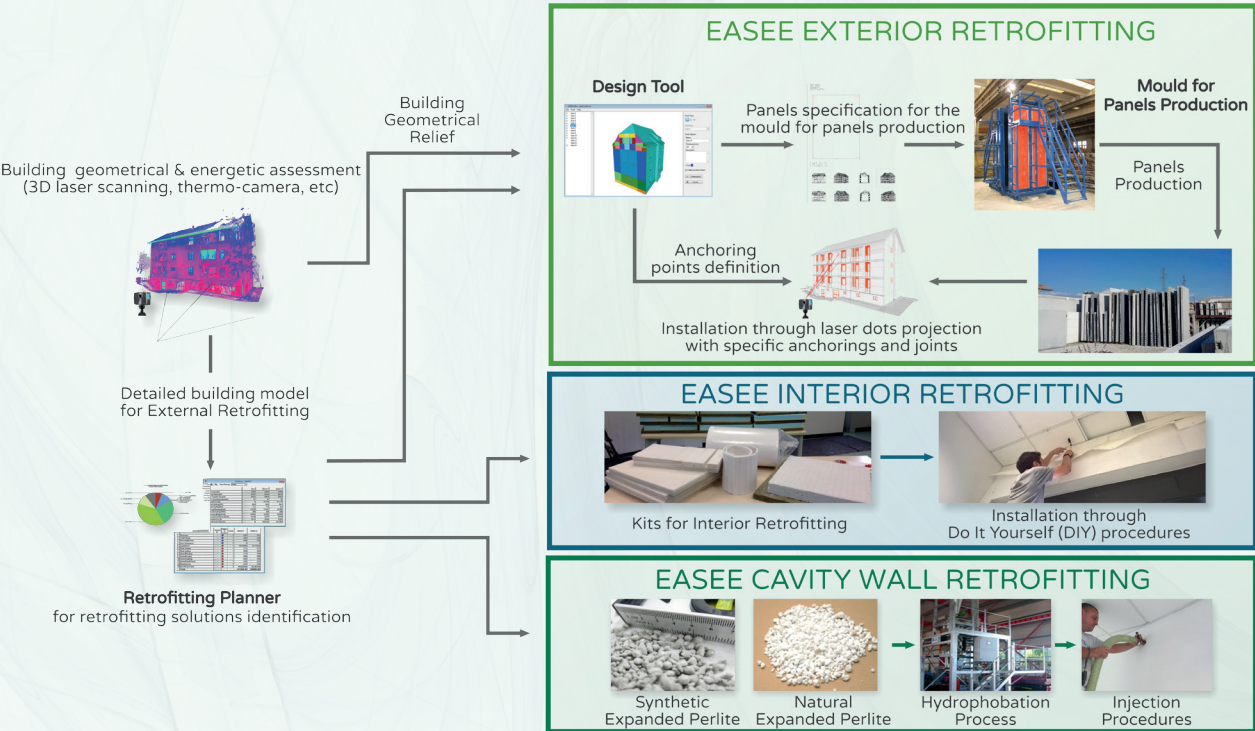 Building geometrical & energetic assessment
(3D laser scanning, thermo-camera, etc)
Building
Geometrical
Relief
Detailed building model
for External Retrofitting
Retrofitting Planner
for retrofitting solutions identification
EASEE EXTERIOR RETROFITTING
Design Tool
Panels specification for the
mould for panels production
Mould for
Panels Production
Panels
Production
Anchoring
points definition
Installation through laser dots projection
with specific anchorings and joints
EASEE INTERIOR RETROFITTING
Kits for Interior Retrofitting
Installation through
Do It Yourself (DIY) procedures
EASEE CAVITY WALL RETROFITTING
Synthetic
Expanded Perlite
Natural
Expanded Perlite
Hydrophobation
Process
Injection
Procedures